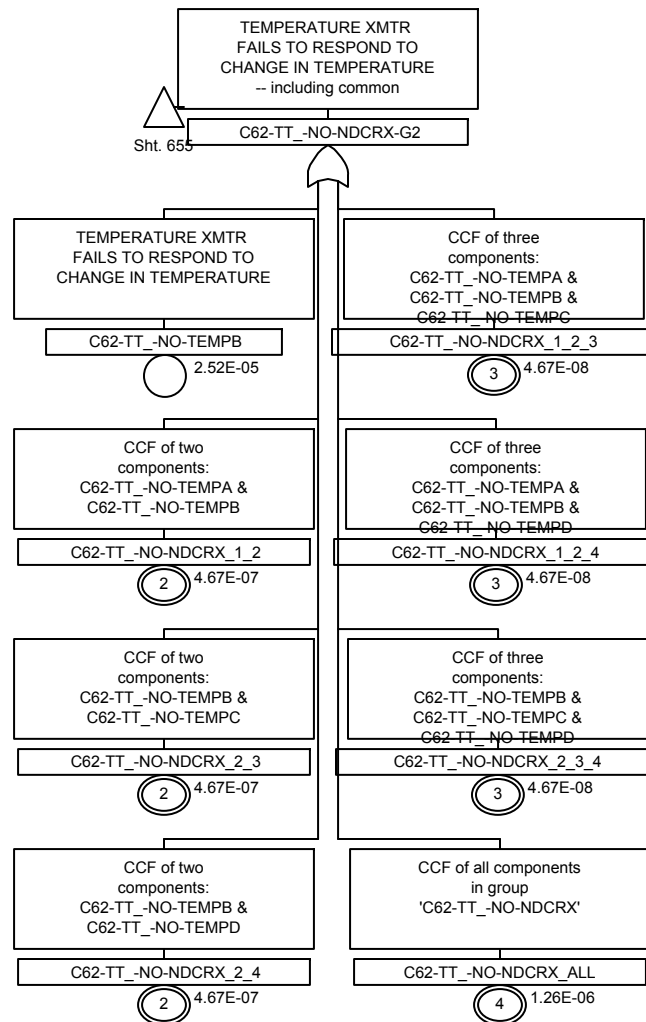 TEMPERATURE XMTR
FAILS TO RESPOND TO
CHANGE IN TEMPERATURE
-- including common
C62-TT_-NO-NDCRX-G2
Sht. 655
TEMPERATURE XMTR
FAILS TO RESPOND TO
CHANGE IN TEMPERATURE
C62-TT_-NO-TEMPB
2.52E-05
CCF of three
components:
C62-TT_-NO-TEMPA &
C62-TT_-NO-TEMPB &
C62-TT_-NO-TEMPC
C62-TT_-NO-NDCRX_1_2_3
3
4.67E-08
CCF of two
components:
C62-TT_-NO-TEMPA &
C62-TT_-NO-TEMPB
C62-TT_-NO-NDCRX_1_2
2
4.67E-07
CCF of three
components:
C62-TT_-NO-TEMPA &
C62-TT_-NO-TEMPB &
C62-TT_-NO-TEMPD
C62-TT_-NO-NDCRX_1_2_4
3
4.67E-08
CCF of two
components:
C62-TT_-NO-TEMPB &
C62-TT_-NO-TEMPC
C62-TT_-NO-NDCRX_2_3
2
4.67E-07
CCF of three
components:
C62-TT_-NO-TEMPB &
C62-TT_-NO-TEMPC &
C62-TT_-NO-TEMPD
C62-TT_-NO-NDCRX_2_3_4
3
4.67E-08
CCF of two
components:
C62-TT_-NO-TEMPB &
C62-TT_-NO-TEMPD
C62-TT_-NO-NDCRX_2_4
2
4.67E-07
CCF of all components
in group
'C62-TT_-NO-NDCRX'
C62-TT_-NO-NDCRX_ALL
4
1.26E-06